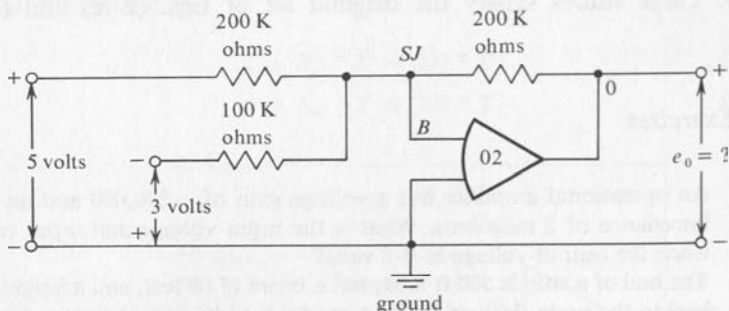 200 K
ohms
200 K
ohms
+
SJ
0
+
100 K
ohms
B
02
5 volts
−
3 volts
+
e₀ = ?
−
−
ground